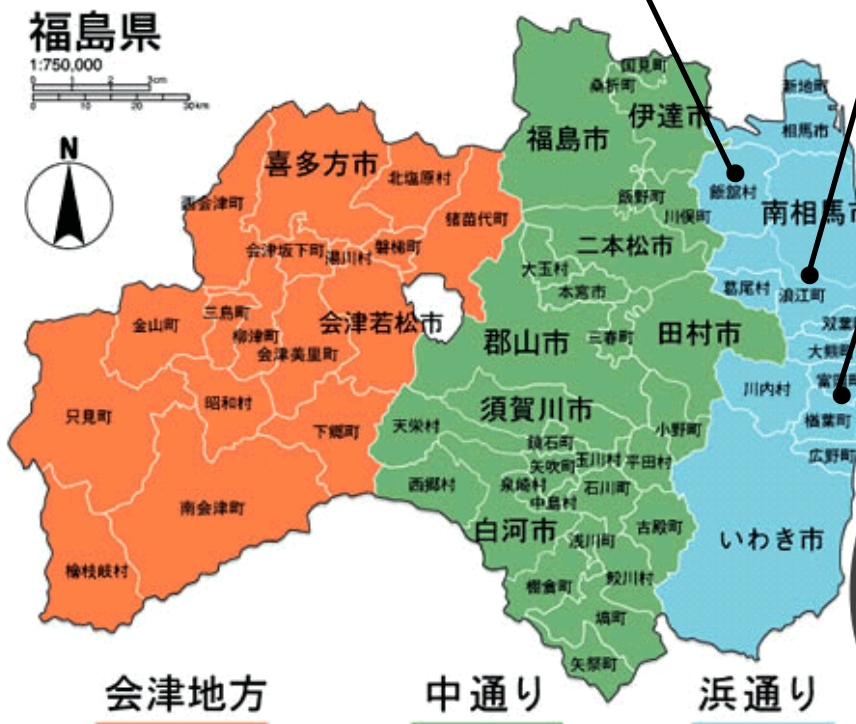 福島県
1:750,000
0 1 2 3cm
0 10 20 30km
N
国見町
桑折町
伊達市
新地町
相馬市
福島市
喜多方市
北塩原村
飯舘村
飯野町
西会津町
猪苗代町
川俣町
南相馬市
会津坂下町
湯川村
磐梯町
二本松市
大玉村
本宮市
葛尾村
浪江町
金山町
三島町
柳津町
会津若松市
会津美里町
郡山市
三春町
田村市
双葉
大熊町
富岡町
川内村
只見町
昭和村
下郷町
天栄村
須賀川市
小野町
楢葉町
鏡石町
矢吹町
玉川村
平田村
広野町
西郷村
泉崎村
石川町
中島村
南会津町
白河市
浅川町
古殿町
いわき市
檜枝岐村
棚倉町
鮫川村
塙町
矢祭町
会津地方
中通り
浜通り